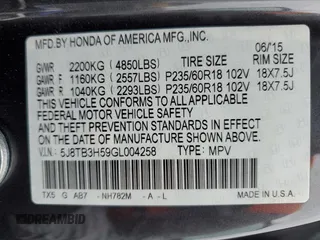 MFD.BY HONDA OF AMERICA MFG.,INC. 06/15
GVWR 2200KG (4850LBS) TIRE SIZE RIM SIZE
GAWR F 1160KG (2557LBS) P235/60R18 102V 18X7.5J
GAWR R 1040KG (2293LBS) P235/60R18 102V 18X7.5J
THIS VEHICLE CONFORMS TO ALL APPLICABLE
FEDERAL MOTOR VEHICLE SAFETY AND
THEFT PREVENTION STANDARDS IN EFFECT ON
THE DATE OF MANUFACTURE SHOWN ABOVE.
V.I.N.: 5J8TB3H59GL004258 TYPE: MPV
TX5 G AB7 - NH782M - A - L
DREAMBID